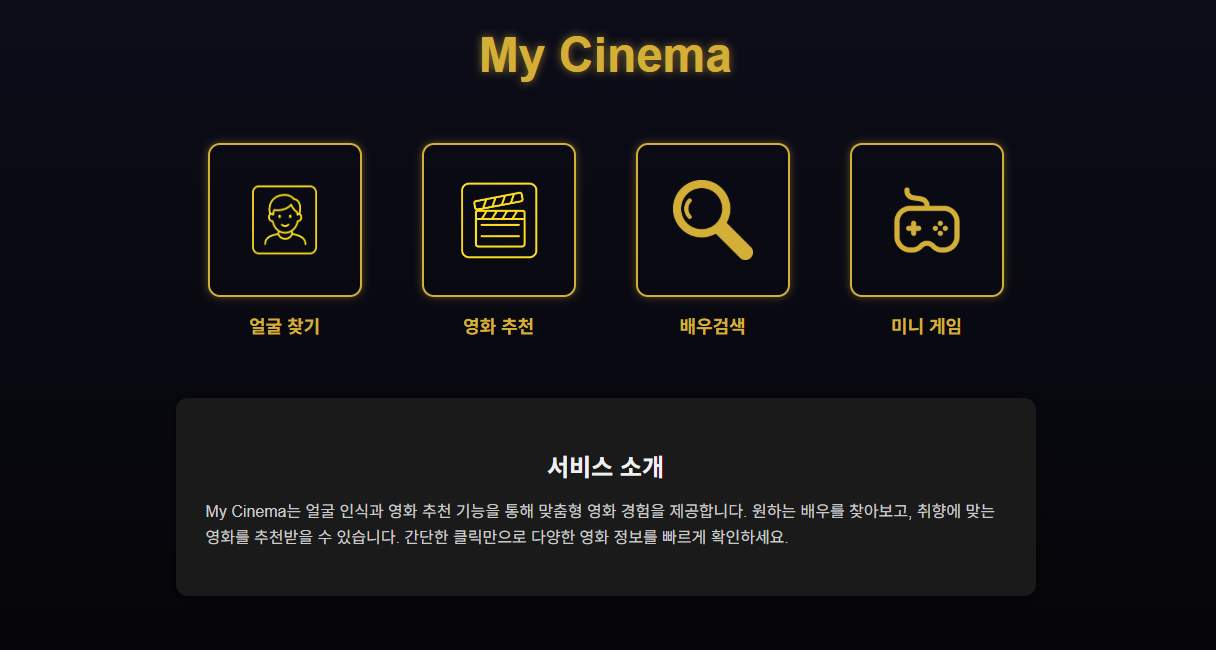 My Cinema
얼굴 찾기
영화 추천
배우검색
미니 게임
서비스 소개
My Cinema는 얼굴 인식과 영화 추천 기능을 통해 맞춤형 영화 경험을 제공합니다. 원하는 배우를 찾아보고, 취향에 맞는
영화를 추천받을 수 있습니다. 간단한 클릭만으로 다양한 영화 정보를 빠르게 확인하세요.